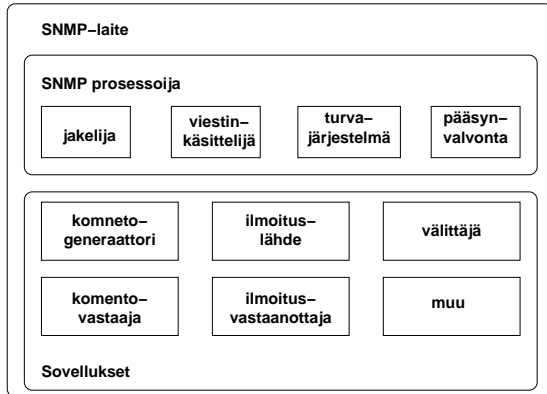 SNMP–laite
SNMP prosessoija
jakelija
viestin–
käsittelijä
turva–
järjestelmä
pääsyn–
valvonta
komneto–
generaattori
ilmoitus–
lähde
välittäjä
komento–
vastaaja
ilmoitus–
vastaanottaja
muu
Sovellukset